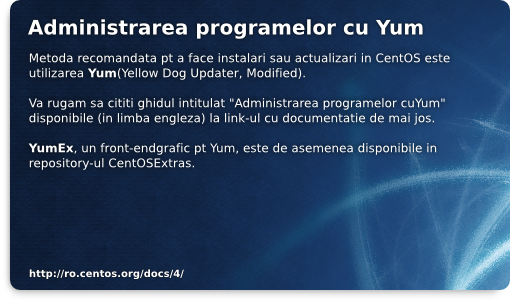 Administrarea programelor cu Yum
Metoda recomandata pt a face instalari sau actualizari in CentOS este
utilizarea Yum(Yellow Dog Updater, Modified).
Va rugam sa cititi ghidul intitulat "Administrarea programelor cuYum"
disponibile (in limba engleza) la link-ul cu documentatie de mai jos.
YumEx, un front-endgrafic pt Yum, este de asemenea disponibile in
repository-ul CentOSExtras.
http://ro.centos.org/docs/4/